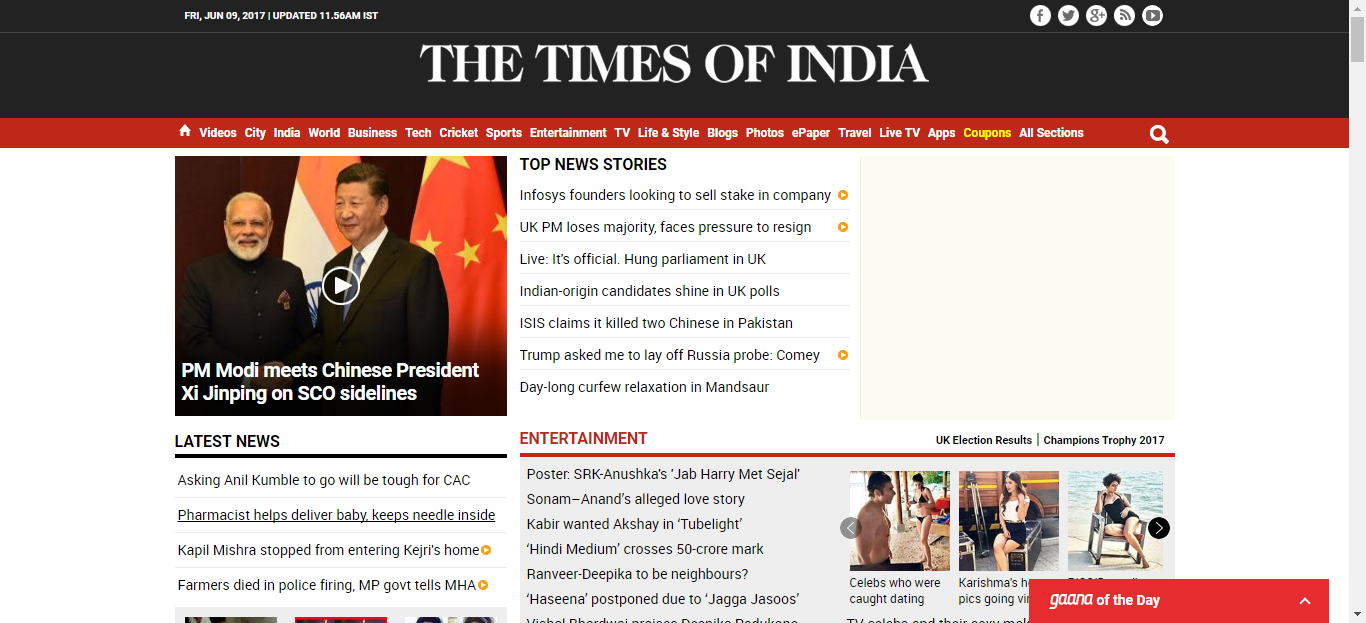 FRI, JUN 09, 2017 | UPDATED 11.56AM IST
THE TIMES OF INDIA
Videos City India World Business Tech Cricket Sports Entertainment TV Life & Style Blogs Photos ePaper Travel Live TV Apps Coupons All Sections
PM Modi meets Chinese President
Xi Jinping on SCO sidelines
TOP NEWS STORIES
Infosys founders looking to sell stake in company
UK PM loses majority, faces pressure to resign
Live: It's official. Hung parliament in UK
Indian-origin candidates shine in UK polls
ISIS claims it killed two Chinese in Pakistan
Trump asked me to lay off Russia probe: Comey
Day-long curfew relaxation in Mandsaur
LATEST NEWS
Asking Anil Kumble to go will be tough for CAC
Pharmacist helps deliver baby, keeps needle inside
Kapil Mishra stopped from entering Kejri's home
Farmers died in police firing, MP govt tells MHA
ENTERTAINMENT
UK Election Results | Champions Trophy 2017
Poster: SRK-Anushka's 'Jab Harry Met Sejal'
Sonam–Anand's alleged love story
Kabir wanted Akshay in ‘Tubelight’
‘Hindi Medium’ crosses 50-crore mark
Ranveer-Deepika to be neighbours?
‘Haseena’ postponed due to ‘Jagga Jasoos’
Vishal Bhardwaj praises Deepika Padukone
Celebs who were
caught dating
Karishma's
pics going
TV celebs and their sexy
gaana of the Day